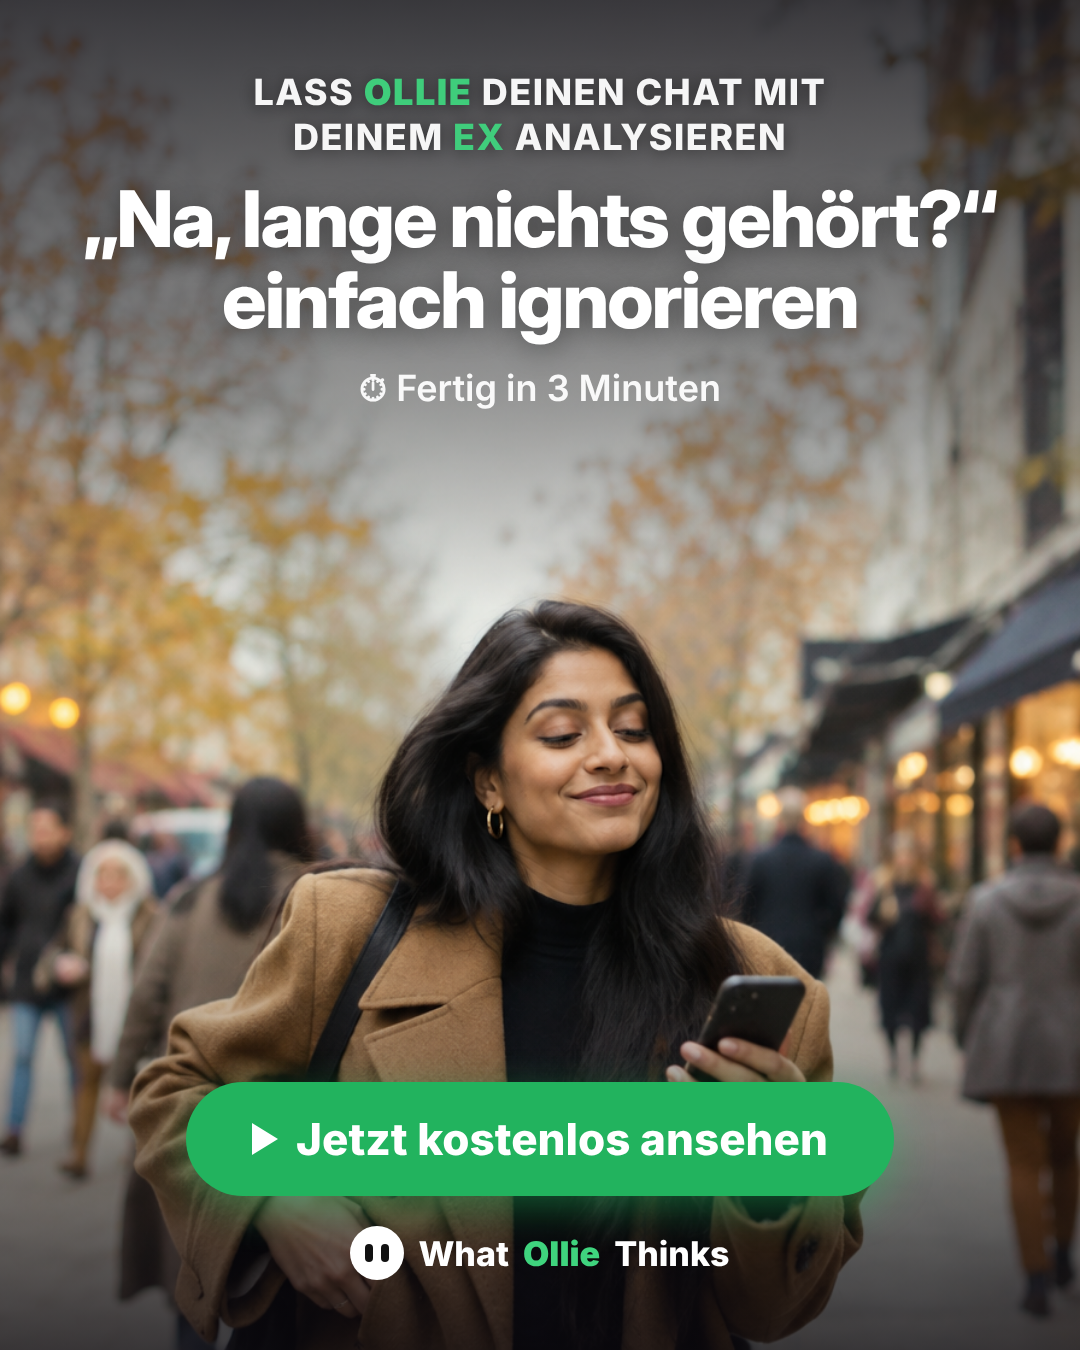 LASS OLLIE DEINEN CHAT MIT
DEINEM EX ANALYSIEREN
„Na, lange nichts gehört?“
einfach ignorieren
⏱ Fertig in 3 Minuten
▶ Jetzt kostenlos ansehen
What Ollie Thinks